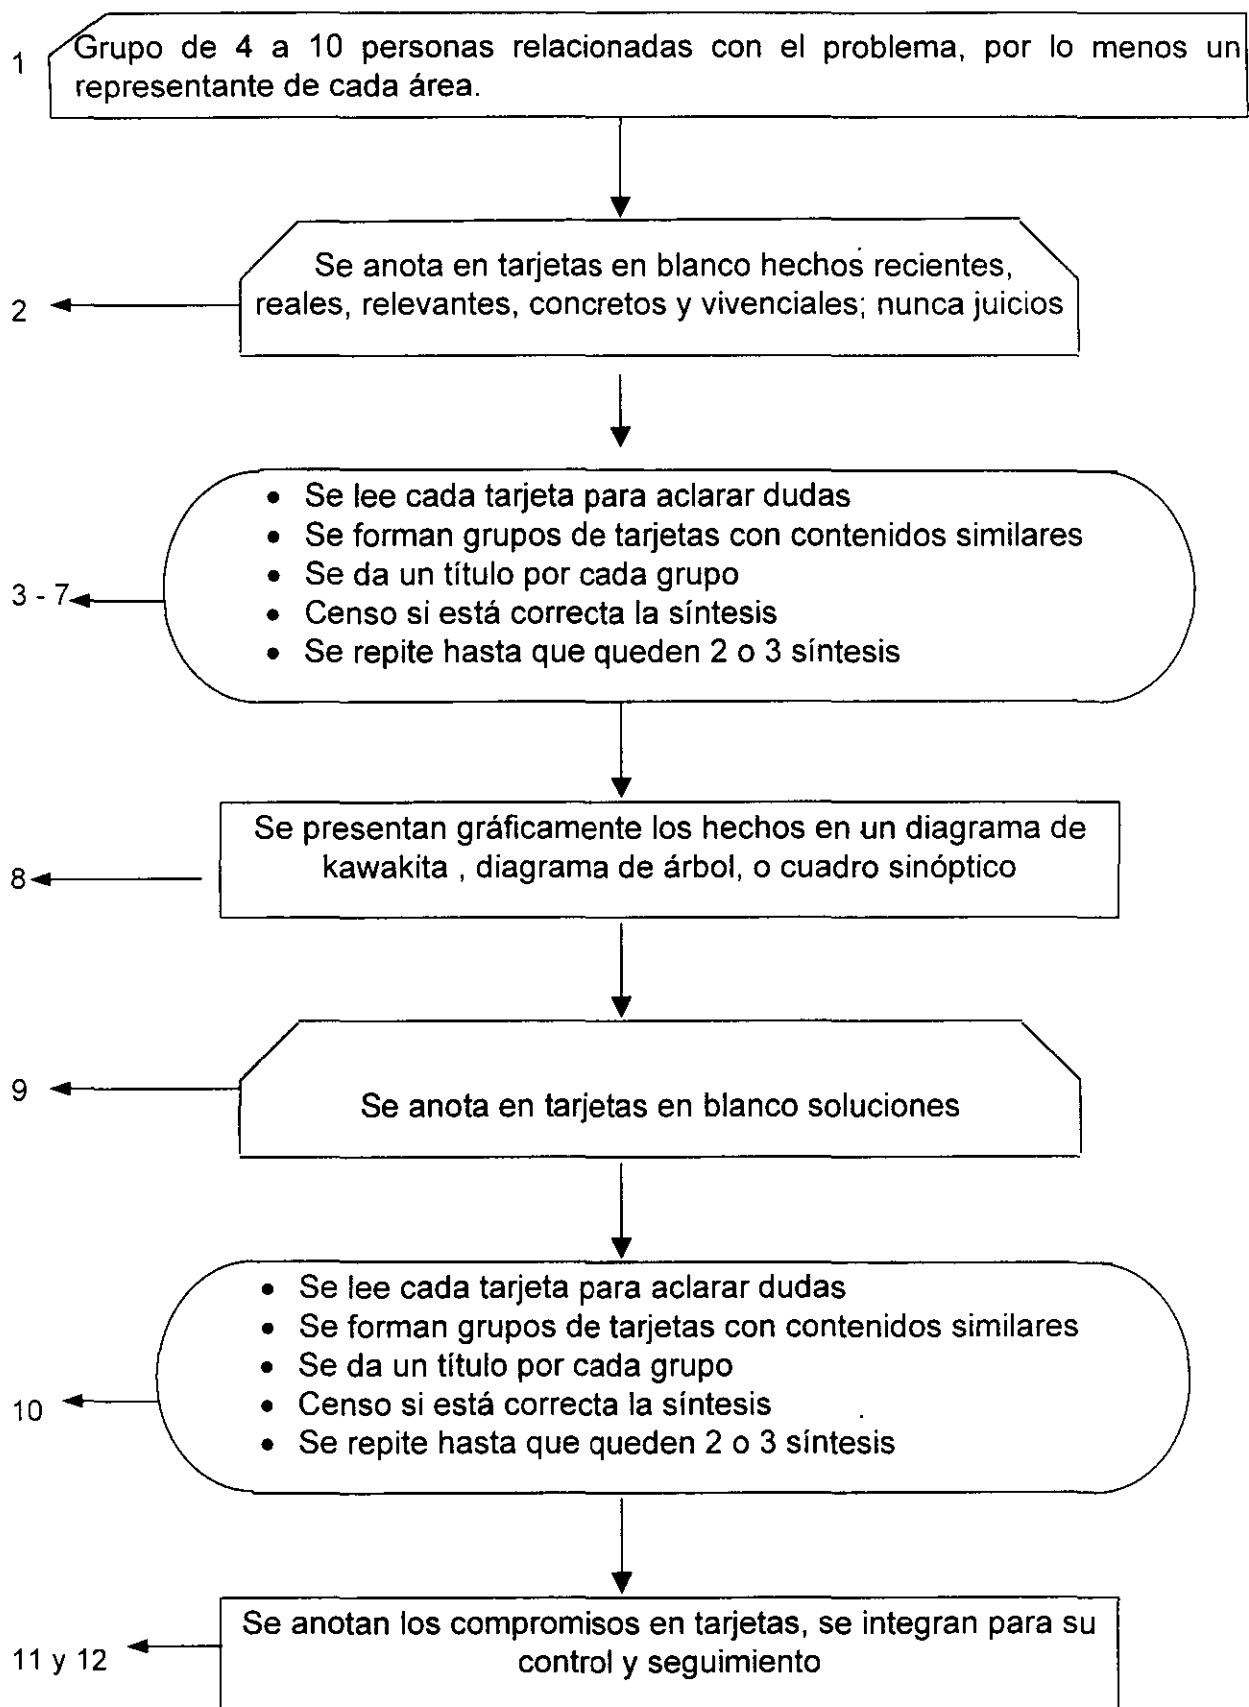 1
Grupo de 4 a 10 personas relacionadas con el problema, por lo menos un
representante de cada área.
Se anota en tarjetas en blanco hechos recientes,
reales, relevantes, concretos y vivenciales; nunca juicios
2
• Se lee cada tarjeta para aclarar dudas
• Se forman grupos de tarjetas con contenidos similares
• Se da un título por cada grupo
3 - 7
• Censo si está correcta la síntesis
• Se repite hasta que queden 2 o 3 síntesis
Se presentan gráficamente los hechos en un diagrama de
kawakita , diagrama de árbol, o cuadro sinóptico
8
9
Se anota en tarjetas en blanco soluciones
• Se lee cada tarjeta para aclarar dudas
• Se forman grupos de tarjetas con contenidos similares
• Se da un título por cada grupo
• Censo si está correcta la síntesis
10
• Se repite hasta que queden 2 o 3 síntesis
Se anotan los compromisos en tarjetas, se integran para su
control y seguimiento
11 y 12